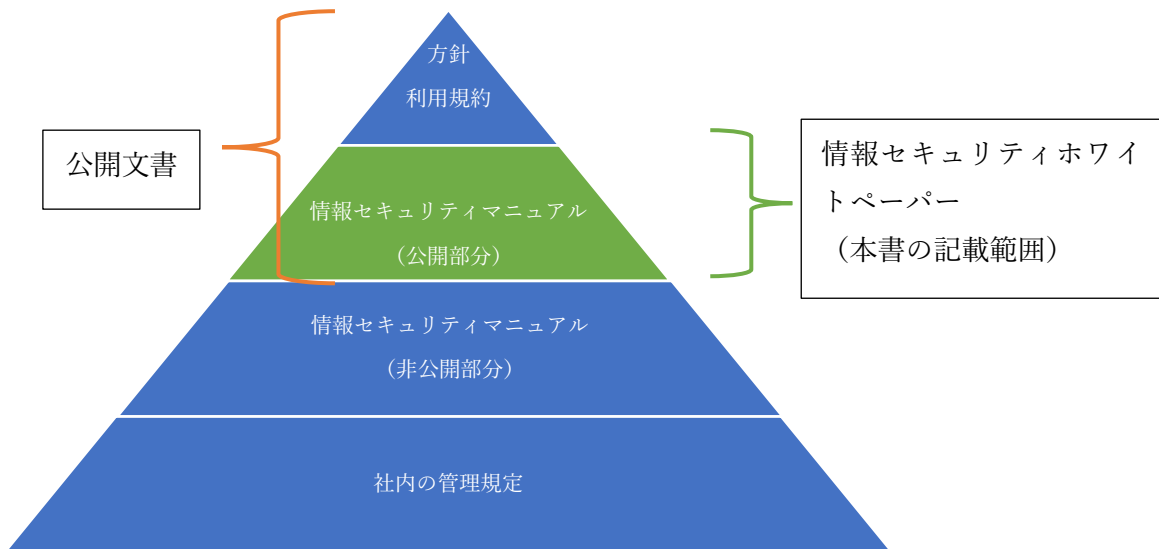 方針
利用規約
公開文書
情報セキュリティホワイ
トペーパー
（本書の記載範囲）
情報セキュリティマニュアル
（公開部分）
情報セキュリティマニュアル
（非公開部分）
社内の管理規定